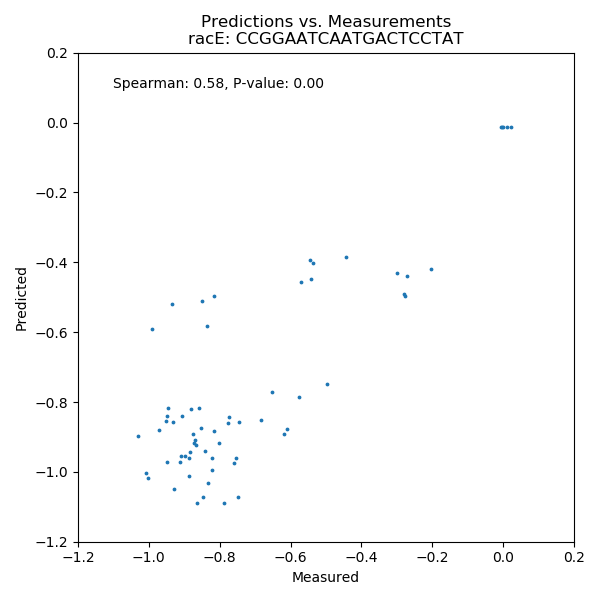 Predictions vs. Measurements
racE: CCGGAATCAATGACTCCTAT
Spearman: 0.58, P-value: 0.00
0.2
0.0
−0.2
−0.4
−0.6
−0.8
−1.0
−1.2
Predicted
−1.2 −1.0 −0.8 −0.6 −0.4 −0.2 0.0 0.2
Measured